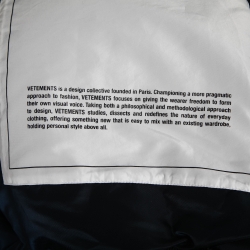 VETEMENTS is a design collective founded in Paris. Championing a more pragmatic
approach to fashion, VETEMENTS focuses on giving the wearer freedom to form
their own visual voice. Taking both a philosophical and methodological approach
to design, VETEMENTS studies, dissects and redefines the nature of everyday
clothing, offering something new that is easy to mix with an existing wardrobe,
holding personal style above all.